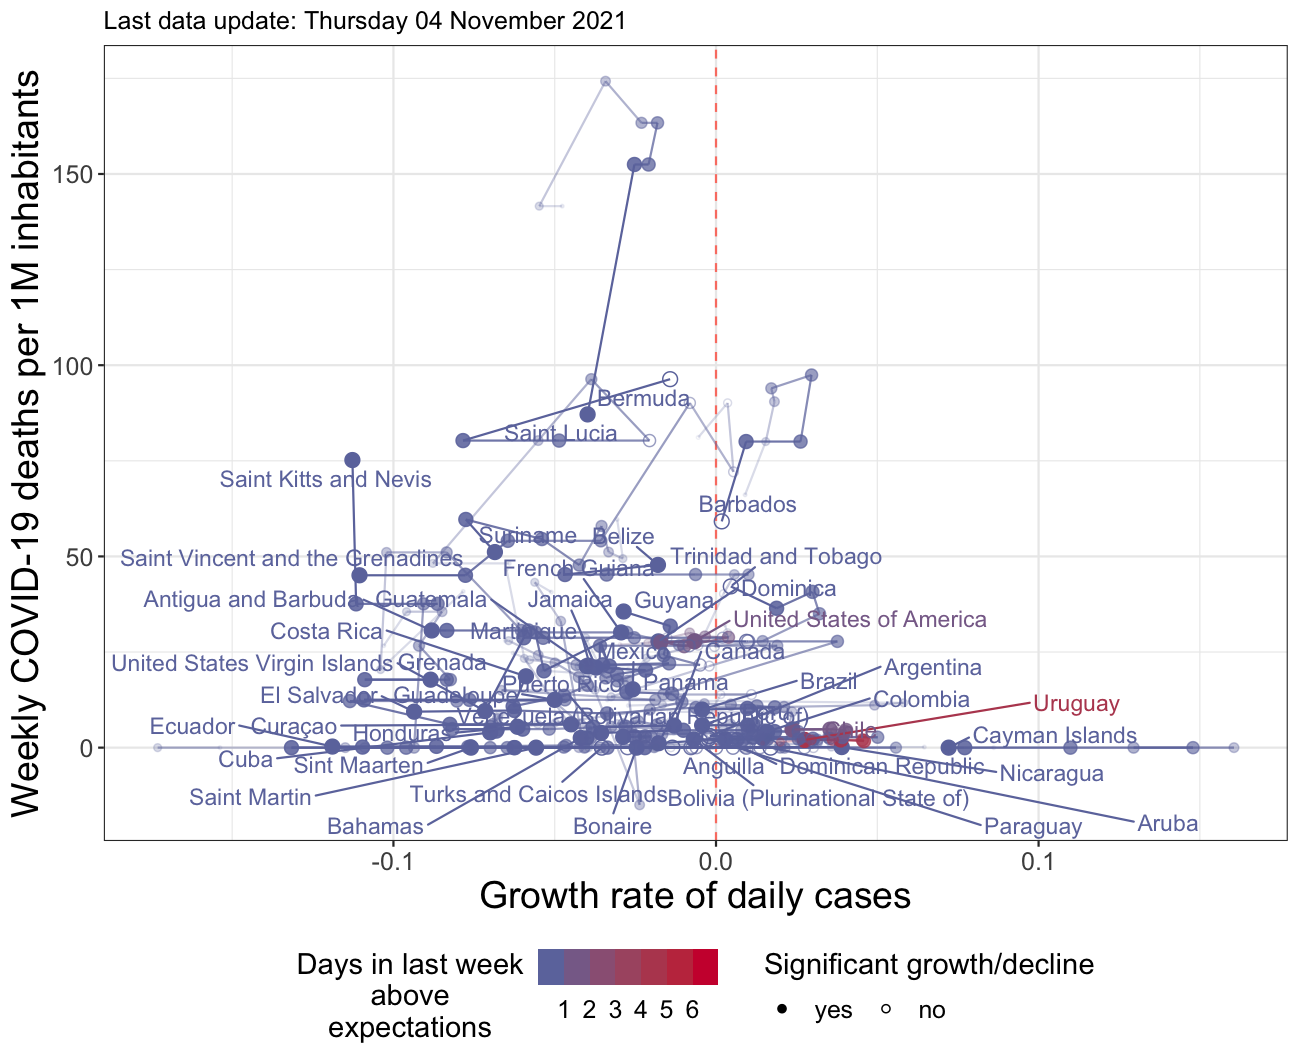 Last data update: Thursday 04 November 2021
Weekly COVID-19 deaths per 1M inhabitants
150
100
50
0
Bermuda
Saint Lucia
Saint Kitts and Nevis
Barbados
Suriname
Belize
Saint Vincent and the Grenadines
French Guiana
Trinidad and Tobago
Dominica
Antigua and Barbuda
Guatemala
Jamaica
Guyana
United States of America
Costa Rica
Martinique
Mexico
Canada
United States Virgin Islands
Grenada
Argentina
Puerto Rico
Panama
Brazil
El Salvador
Guadeloupe
Colombia
Uruguay
Venezuela (Bolivarian Republic of)
Ecuador
Curaçao
Honduras
Chile
Cayman Islands
Cuba
Sint Maarten
Anguilla
Dominican Republic
Nicaragua
Saint Martin
Turks and Caicos Islands
Bolivia (Plurinational State of)
Bahamas
Bonaire
Paraguay
Aruba
-0.1
0.0
0.1
Growth rate of daily cases
Days in last week
above
expectations
1 2 3 4 5 6
Significant growth/decline
yes
no